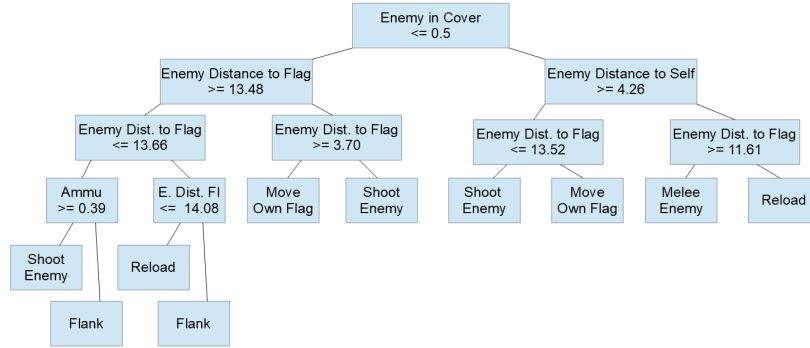 Enemy in Cover
<= 0.5
Enemy Distance to Flag
>= 13.48
Enemy Distance to Self
>= 4.26
Enemy Dist. to Flag
<= 13.66
Enemy Dist. to Flag
>= 3.70
Enemy Dist. to Flag
<= 13.52
Enemy Dist. to Flag
>= 11.61
Ammu
>= 0.39
E. Dist. Fl
<= 14.08
Move
Own Flag
Shoot
Enemy
Shoot
Enemy
Move
Own Flag
Melee
Enemy
Reload
Shoot
Enemy
Reload
Flank
Flank